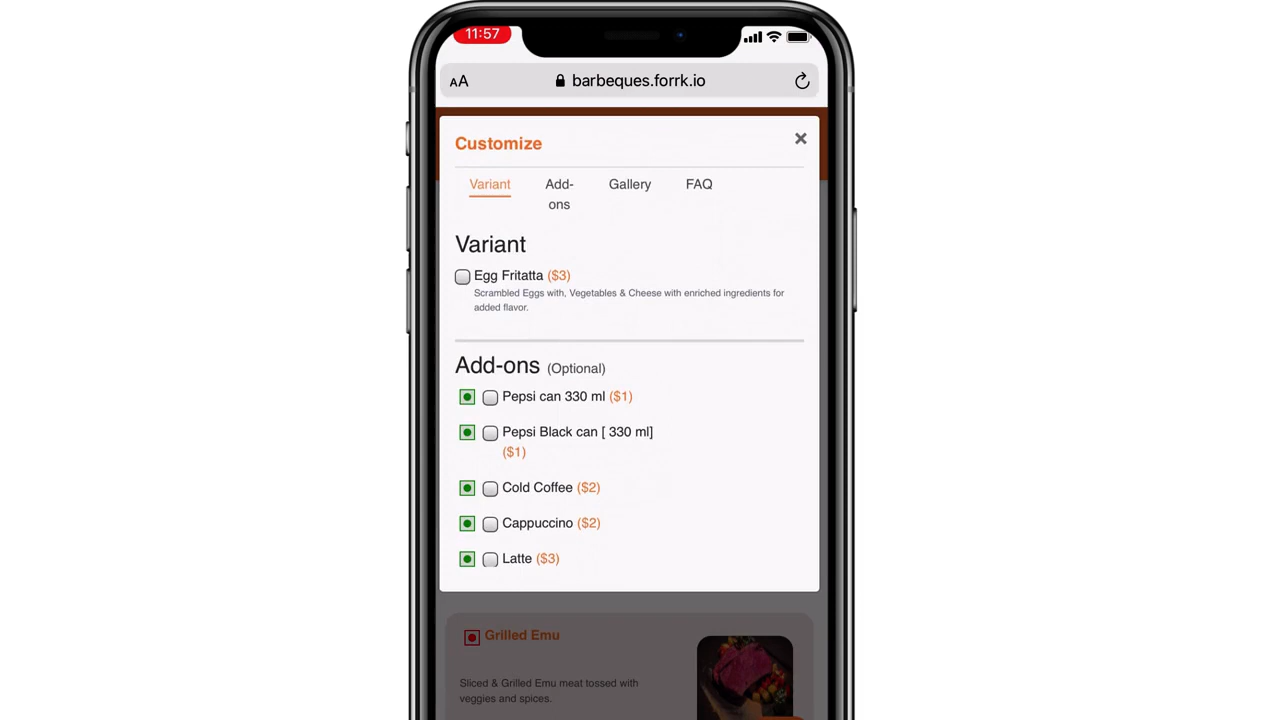 11:57
AA barbeques.forrk.io
Customize ×
Variant Add- Gallery FAQ
ons
Variant
Egg Fritatta ($3)
Scrambled Eggs with, Vegetables & Cheese with enriched ingredients for
added flavor.
Add-ons (Optional)
Pepsi can 330 ml ($1)
Pepsi Black can [ 330 ml]
($1)
Cold Coffee ($2)
Cappuccino ($2)
Latte ($3)
Grilled Emu
Sliced & Grilled Emu meat tossed with
veggies and spices.